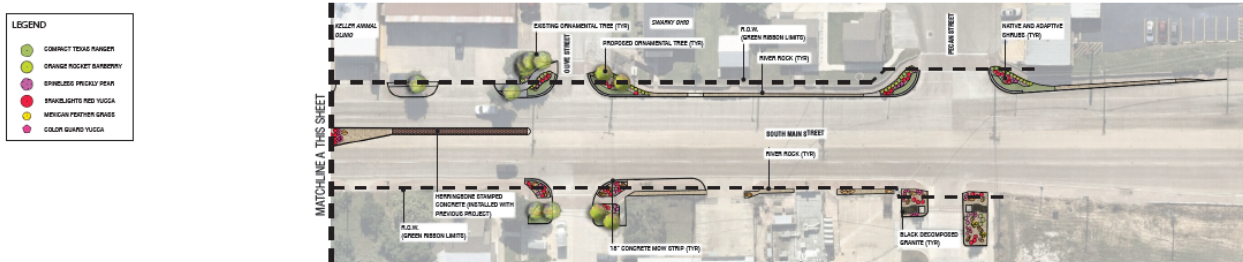 LEGEND
COMPACT TEXAS RANGER
ORANGE ROCKET BARBERRY
SPINELESS PRICKLY PEAR
BRAKELIGHTS RED YUCCA
MEXICAN FEATHER GRASS
COLOR GUARD YUCCA
MATCHLINE A THIS SHEET
KELLER ANIMAL
CLINIC
EXISTING ORNAMENTAL TREE (TYP)
OLIVE STREET
PROPOSED ORNAMENTAL TREE (TYP)
R.O.W.
(GREEN RIBBON LIMITS)
RIVER ROCK (TYP)
PECAN STREET
NATIVE AND ADAPTIVE
SHRUBS (TYP)
SOUTH MAIN STREET
RIVER ROCK (TYP)
HERRINGBONE STAMPED
CONCRETE (INSTALLED WITH
PREVIOUS PROJECT)
R.O.W.
(GREEN RIBBON LIMITS)
18" CONCRETE MOW STRIP (TYP)
BLACK DECOMPOSED
GRANITE (TYP)